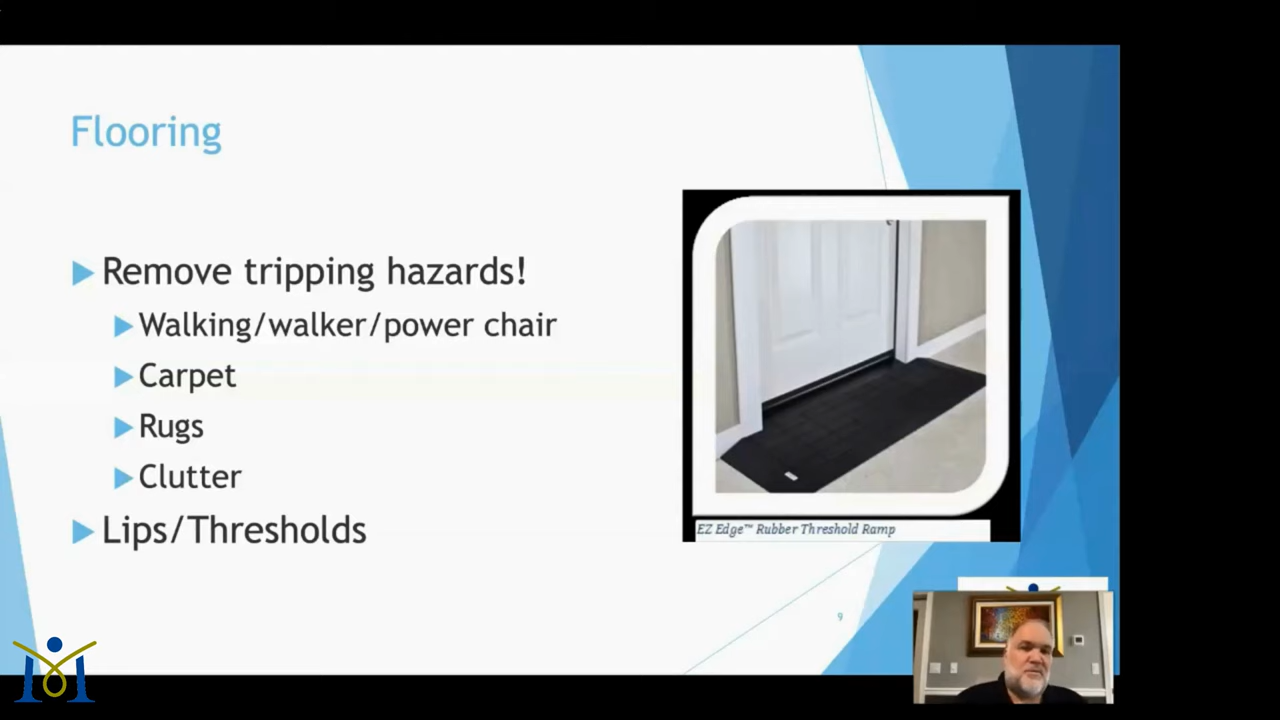 Flooring
Remove tripping hazards!
Walking/walker/power chair
Carpet
Rugs
Clutter
Lips/Thresholds
EZ Edge™ Rubber Threshold Ramp
9